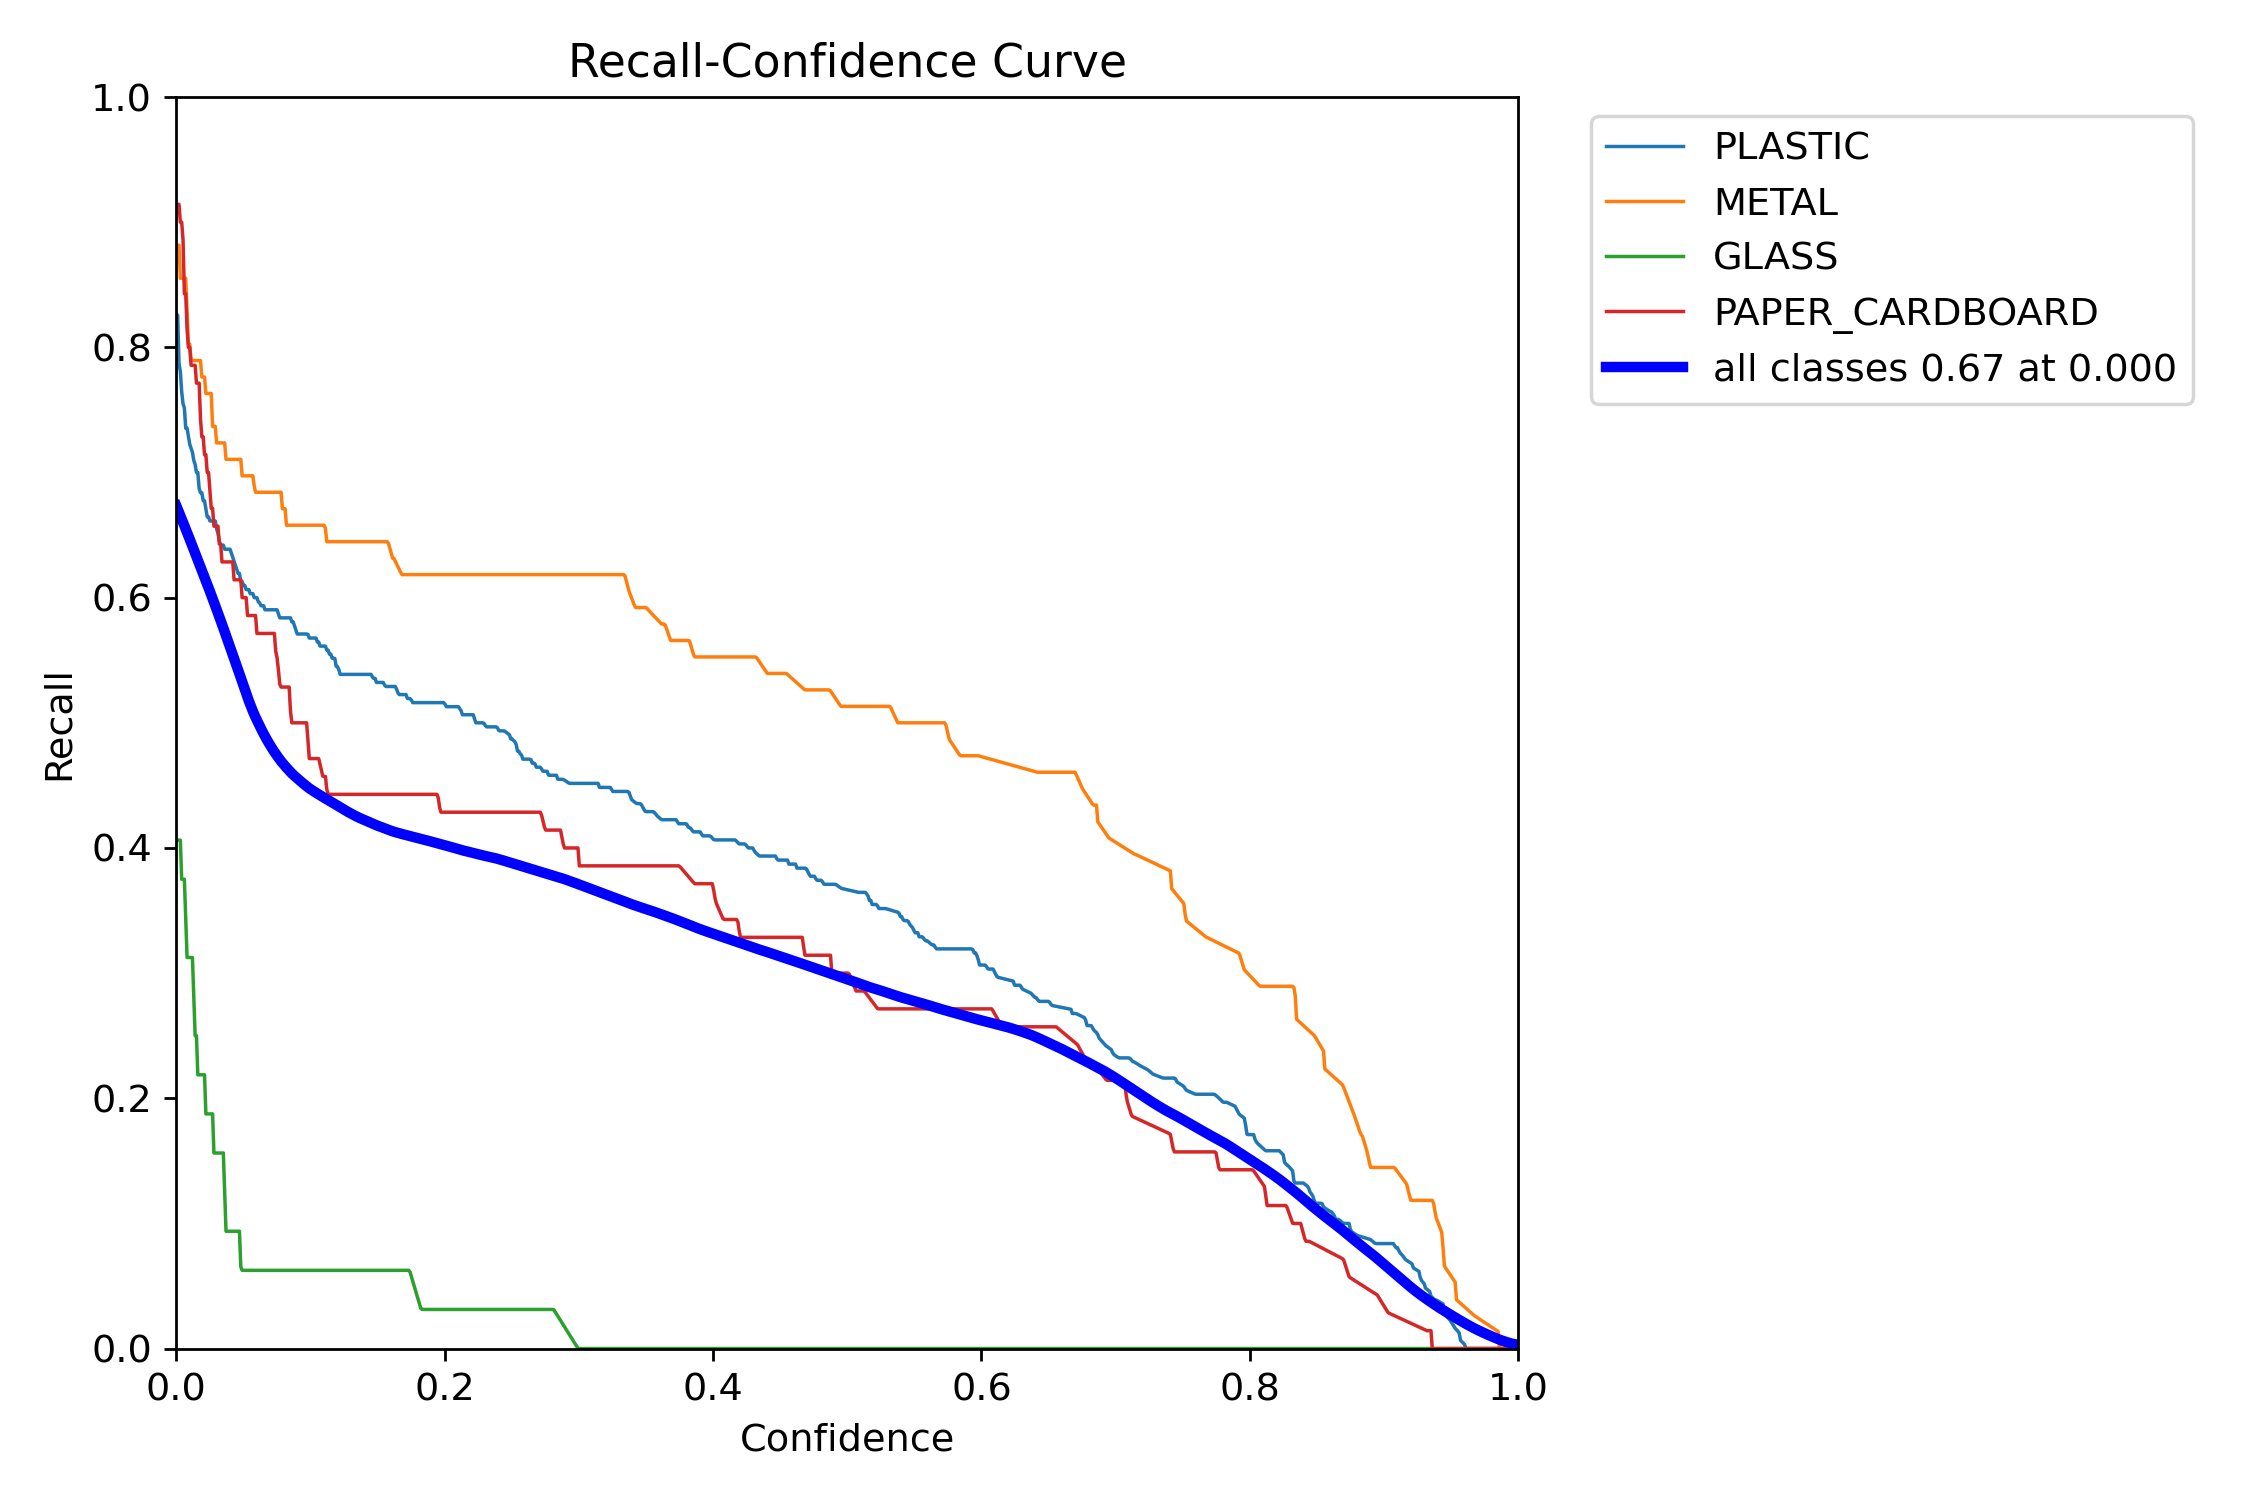 Recall-Confidence Curve
1.0
0.8
0.6
0.4
0.2
0.0
Recall
0.0 0.2 0.4 0.6 0.8 1.0
Confidence
PLASTIC
METAL
GLASS
PAPER_CARDBOARD
all classes 0.67 at 0.000